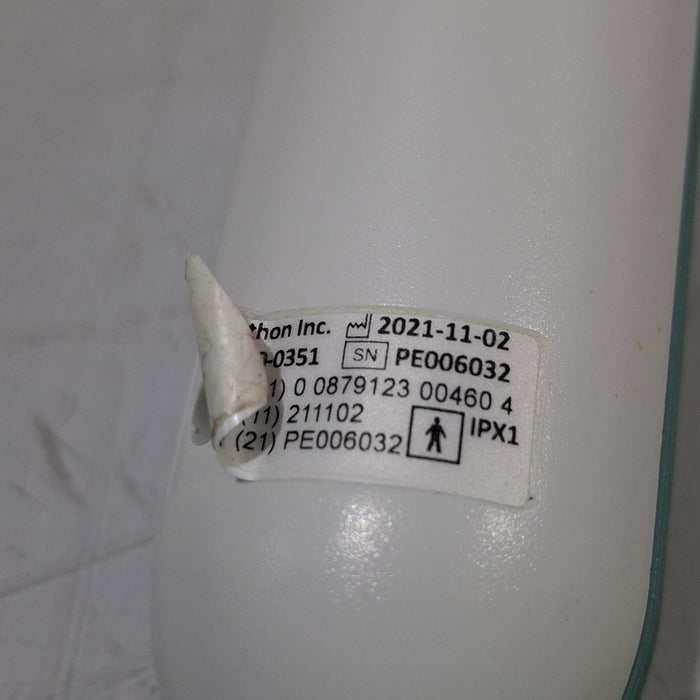 thon Inc. 2021-11-02
-0351 SN PE006032
1) 0 0879123 00460 4
(11) 211102
(21) PE006032 IPX1